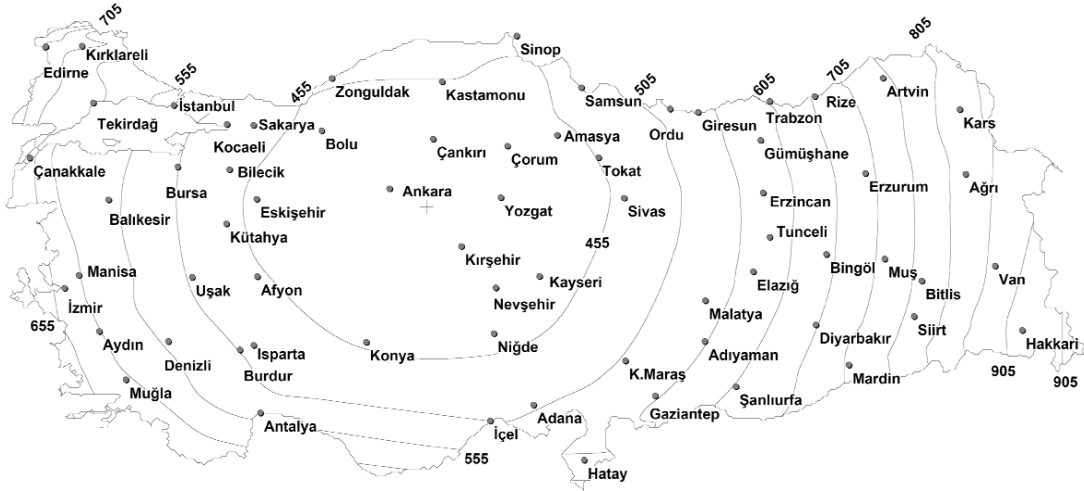 705
805
Kırklareli
Sinop
Edirne
555
705
455
Zonguldak
Kastamonu
Artvin
605
İstanbul
Samsun
505
Rize
Tekirdağ
Sakarya
Ordu
Giresun
Trabzon
Kars
Kocaeli
Bolu
Amasya
Çankırı
Çorum
Gümüşhane
Çanakkale
Bilecik
Tokat
Bursa
Ankara
Erzurum
Ağrı
Balıkesir
Eskişehir
Yozgat
Sivas
Erzincan
Kütahya
Tunceli
455
Kırşehir
Bingöl
Manisa
Muş
Uşak
Afyon
Kayseri
Elazığ
Van
İzmir
Nevşehir
Bitlis
Malatya
655
Siirt
Aydın
Diyarbakır
Hakkari
Isparta
Konya
Niğde
Adıyaman
Denizli
Burdur
K.Maraş
Mardin
905
905
Muğla
Şanlıurfa
Gaziantep
Adana
Antalya
İçel
555
Hatay